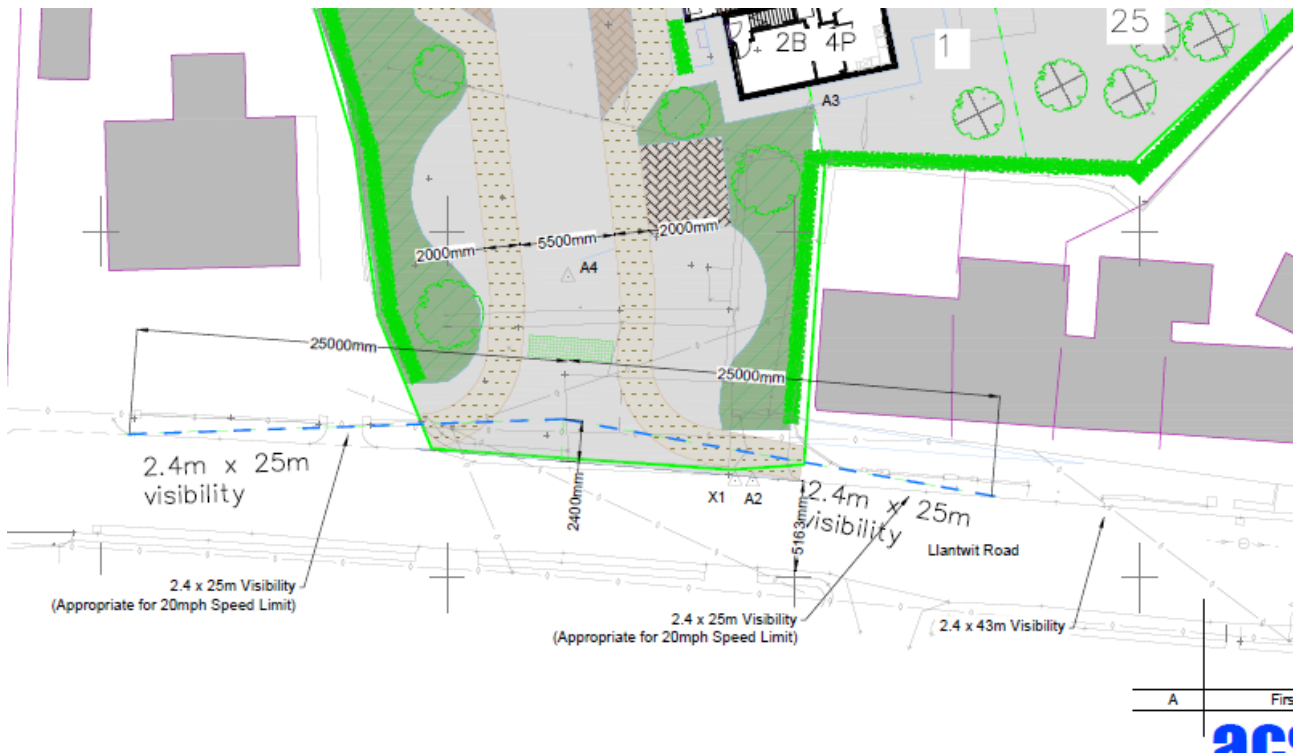 25
2B 4P
1
A3
2000mm
5500mm
2000mm
A4
25000mm
25000mm
2.4m x 25m
visibility
2400mm
X1 A2
2.4m x 25m
visibility
5163mm
Llantwit Road
2.4 x 25m Visibility
(Appropriate for 20mph Speed Limit)
2.4 x 25m Visibility
(Appropriate for 20mph Speed Limit)
2.4 x 43m Visibility
A